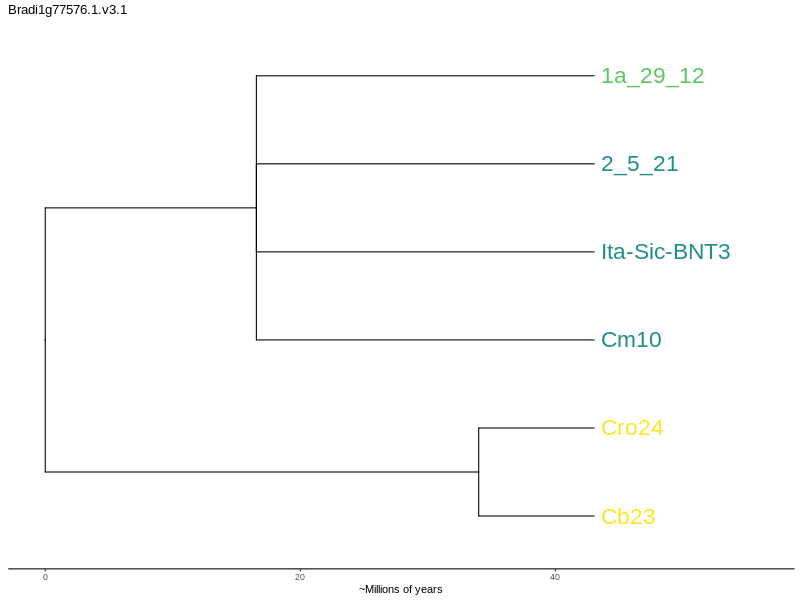 Bradi1g77576.1.v3.1
1a_29_12
2_5_21
Ita-Sic-BNT3
Cm10
Cro24
Cb23
0 20 40
~Millions of years